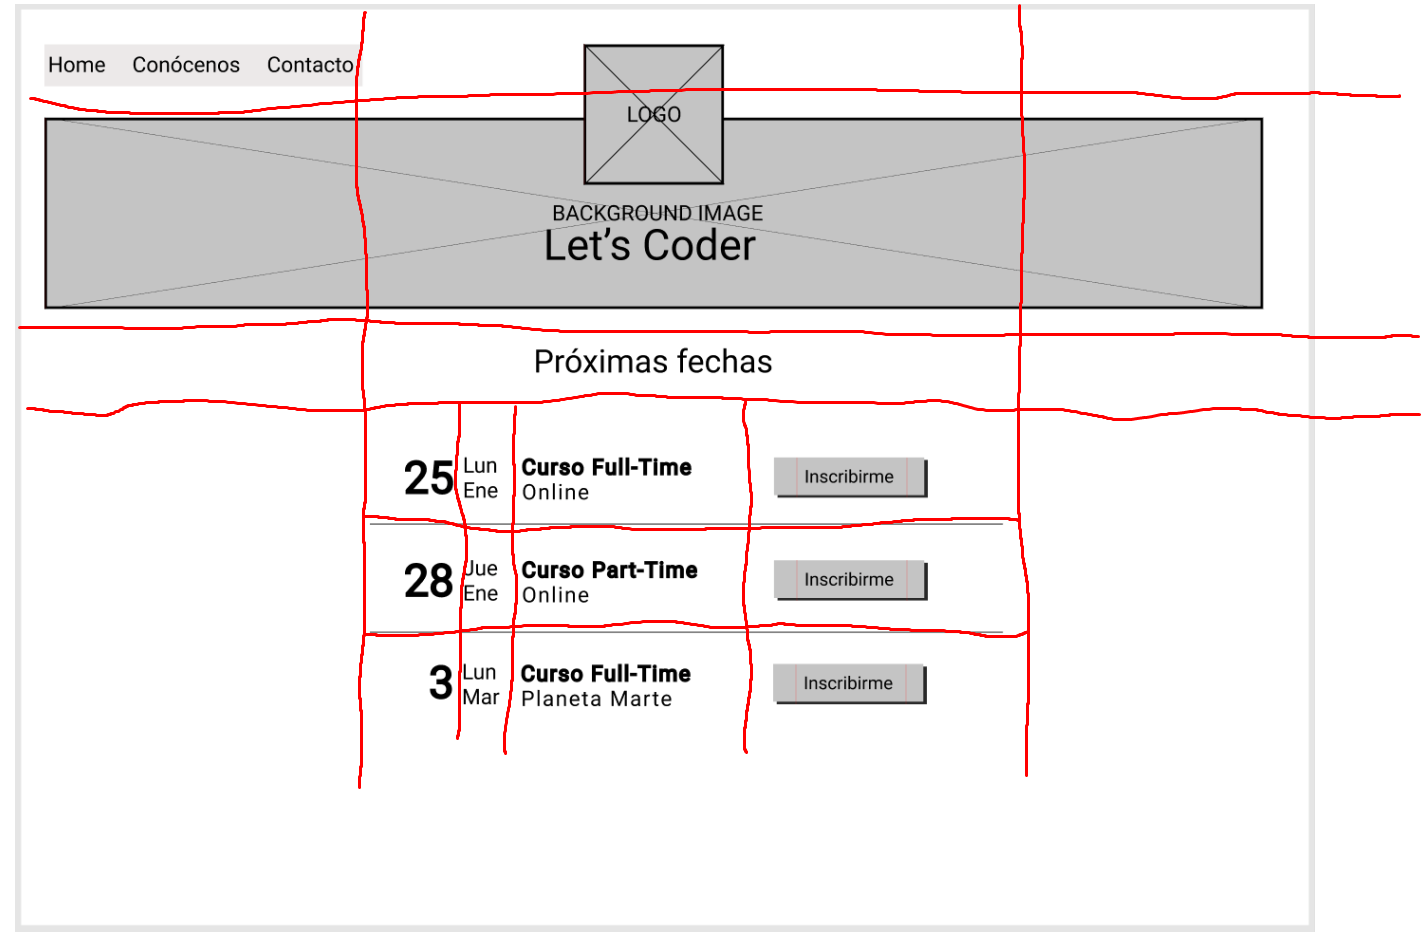 Home Conócenos Contacto
LOGO
BACKGROUND IMAGE
Let's Coder
Próximas fechas
25 Lun Ene Curso Full-Time Online Inscribirme
28 Jue Ene Curso Part-Time Online Inscribirme
3 Lun Mar Curso Full-Time Planeta Marte Inscribirme